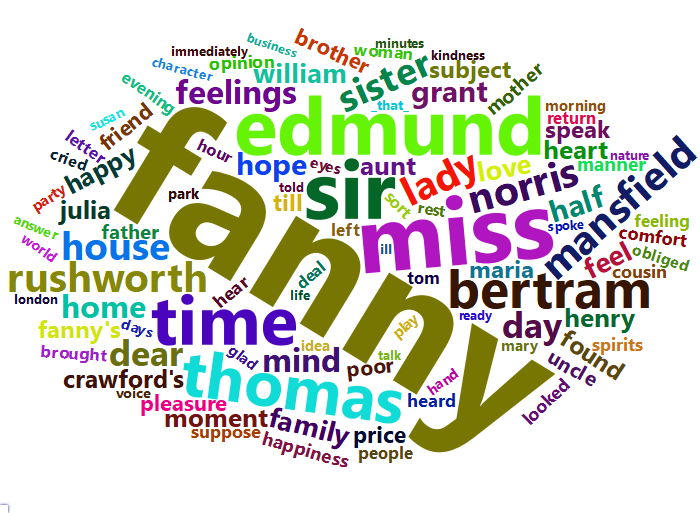 business
minutes
immediately
brother
woman
kindness
character
opinion
william
sister
subject
mother
evening
feelings
grant
_that_
susan
friend
edmund
morning
return
speak
letter
hour
hope
eyes
aunt
lady
love
heart
nature
manner
cried
happy
fanny
told
sir
norris
mansfield
party
julia
park
till
sort
rest
miss
half
feeling
answer
world
father
left
spoke
comfort
house
ill
feel
obliged
rushworth
hear
deal
life
tom
maria
cousin
london
home
time
bertram
fanny's
days
play
ready
day
henry
brought
dear
glad
idea
talk
mary
found
spirits
crawford's
mind
poor
uncle
voice
thomas
hand
looked
pleasure
heard
moment
family
price
suppose
happiness
people